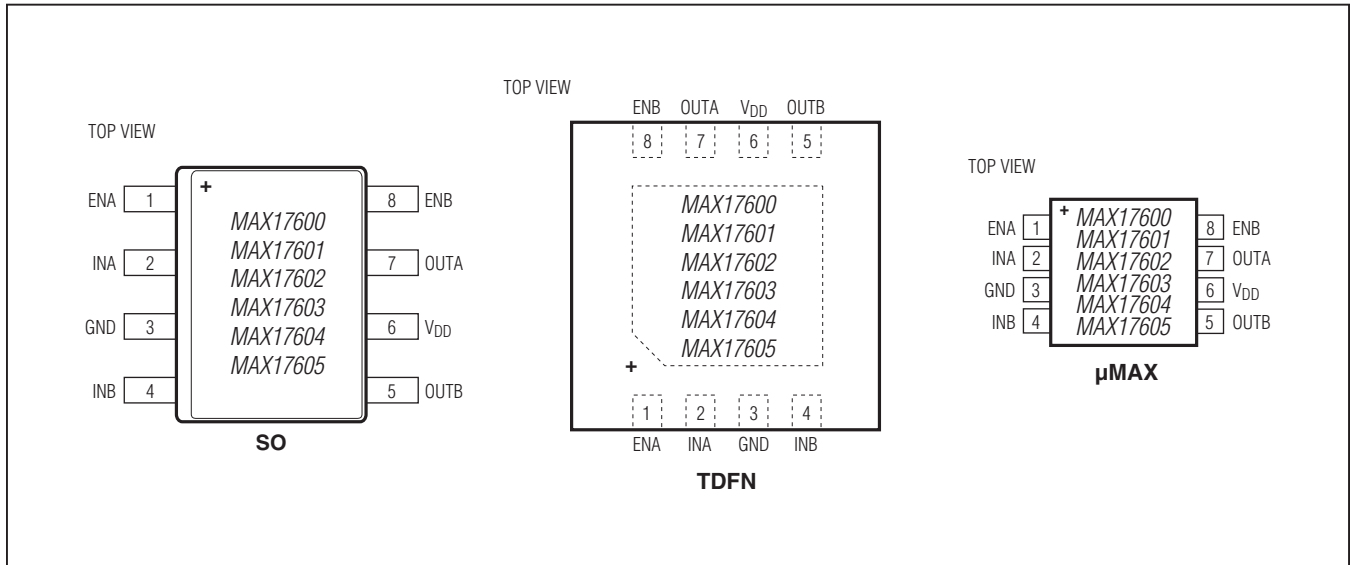 TOP VIEW
+
ENA 1
INA 2
GND 3
INB 4
MAX17600
MAX17601
MAX17602
MAX17603
MAX17604
MAX17605
8 ENB
7 OUTA
6 VDD
5 OUTB
SO
TOP VIEW
ENB OUTA VDD OUTB
8 7 6 5
MAX17600
MAX17601
MAX17602
MAX17603
MAX17604
MAX17605
+
1 2 3 4
ENA INA GND INB
TDFN
TOP VIEW
+
ENA 1
INA 2
GND 3
INB 4
MAX17600
MAX17601
MAX17602
MAX17603
MAX17604
MAX17605
8 ENB
7 OUTA
6 VDD
5 OUTB
µMAX